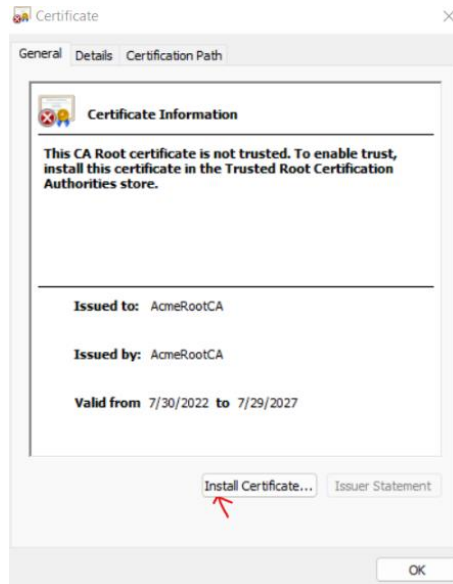 Certificate
General Details Certification Path
Certificate Information
This CA Root certificate is not trusted. To enable trust,
install this certificate in the Trusted Root Certification
Authorities store.
Issued to: AcmeRootCA
Issued by: AcmeRootCA
Valid from 7/30/2022 to 7/29/2027
Install Certificate... Issuer Statement
OK